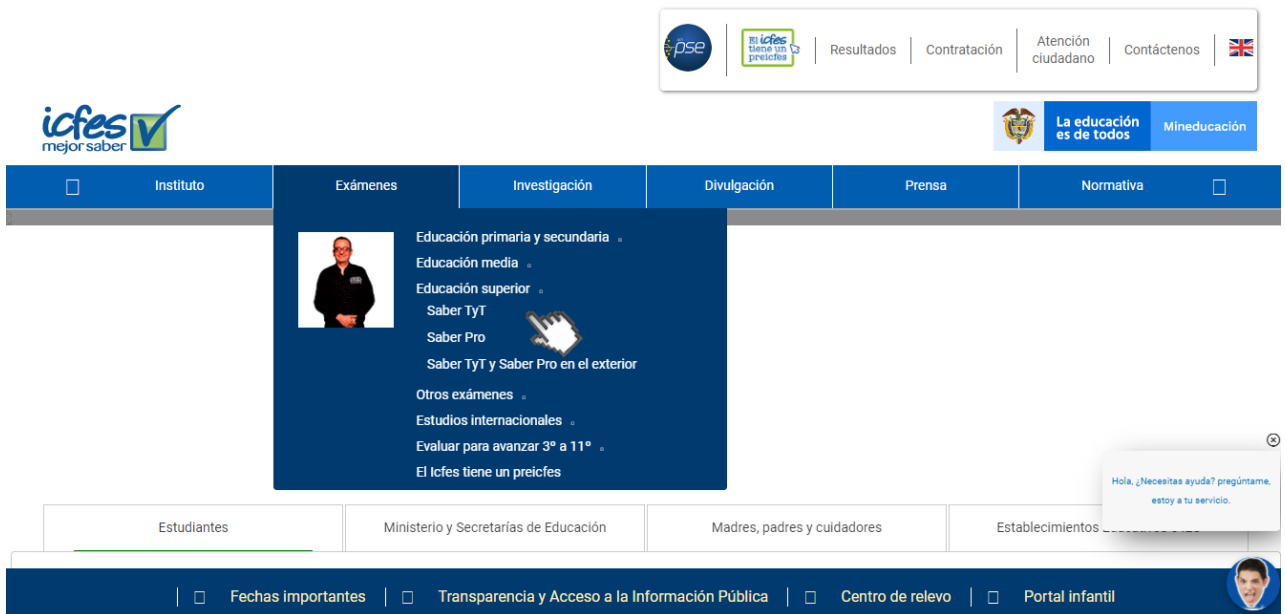 pse
El icfes
tiene un
preicfes
Resultados
Contratación
Atención
ciudadano
Contáctenos
icfes
mejor saber
La educación
es de todos
Mineducación
Instituto
Exámenes
Investigación
Divulgación
Prensa
Normativa
Educación primaria y secundaria
Educación media
Educación superior
Saber TyT
Saber Pro
Saber TyT y Saber Pro en el exterior
Otros exámenes
Estudios internacionales
Evaluar para avanzar 3º a 11º
El Icfes tiene un preicfes
Hola, ¿Necesitas ayuda? pregúntame,
estoy a tu servicio.
Estudiantes
Ministerio y Secretarías de Educación
Madres, padres y cuidadores
Establecimientos
Fechas importantes
Transparencia y Acceso a la Información Pública
Centro de relevo
Portal infantil